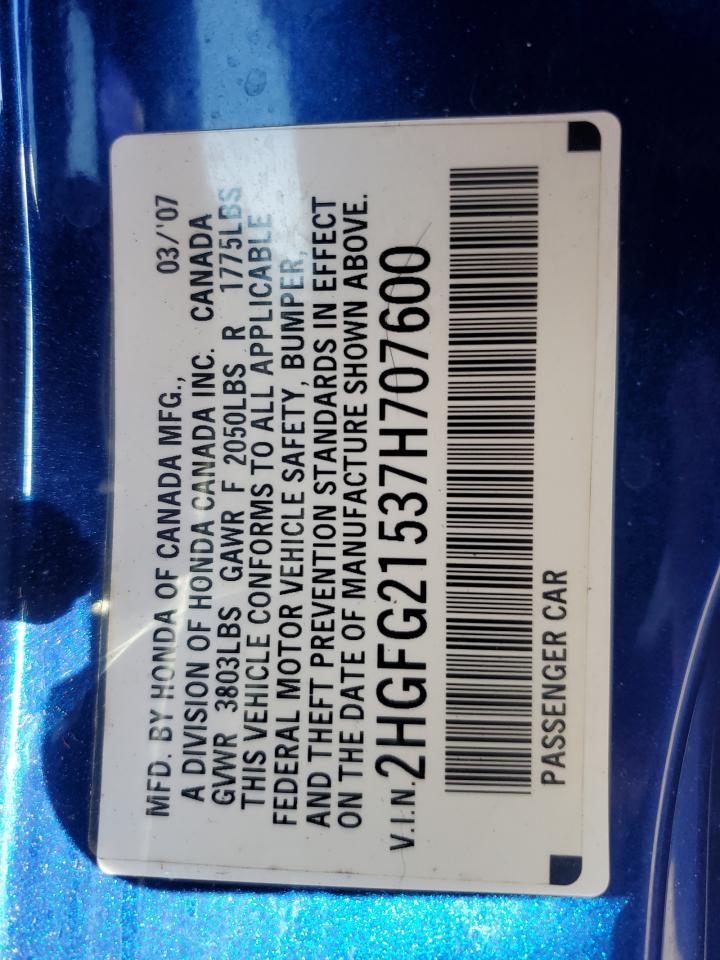 MFD. BY HONDA OF CANADA MFG., 03/'07
A DIVISION OF HONDA CANADA INC. CANADA
GVWR 3803LBS GAWR F 2050LBS R 1775LBS
THIS VEHICLE CONFORMS TO ALL APPLICABLE
FEDERAL MOTOR VEHICLE SAFETY, BUMPER,
AND THEFT PREVENTION STANDARDS IN EFFECT
ON THE DATE OF MANUFACTURE SHOWN ABOVE.
V.I.N. 2HGFG21537H707600
PASSENGER CAR